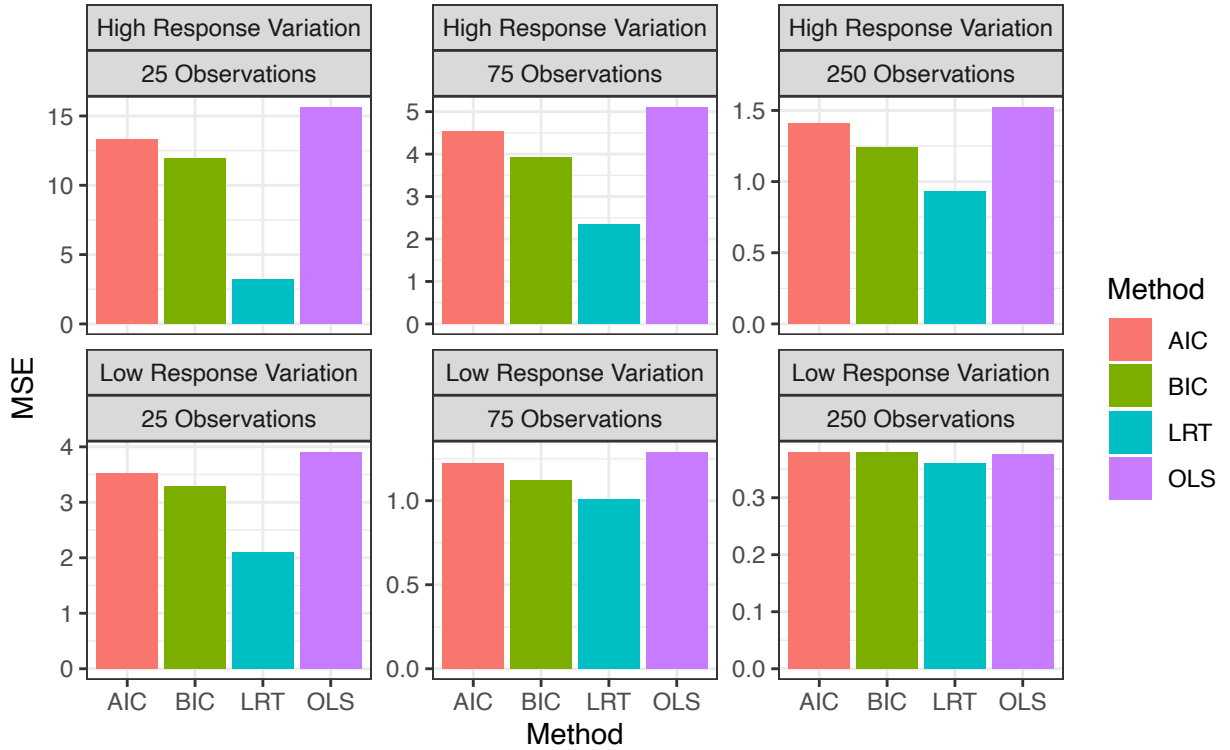 High Response Variation
High Response Variation
High Response Variation
25 Observations
75 Observations
250 Observations
15
10
5
0
5
4
3
2
1
0
1.5
1.0
0.5
0.0
MSE
Low Response Variation
Low Response Variation
Low Response Variation
25 Observations
75 Observations
250 Observations
4
3
2
1
0
1.0
0.5
0.0
0.3
0.2
0.1
0.0
AIC BIC LRT OLS
AIC BIC LRT OLS
AIC BIC LRT OLS
Method
Method
AIC
BIC
LRT
OLS